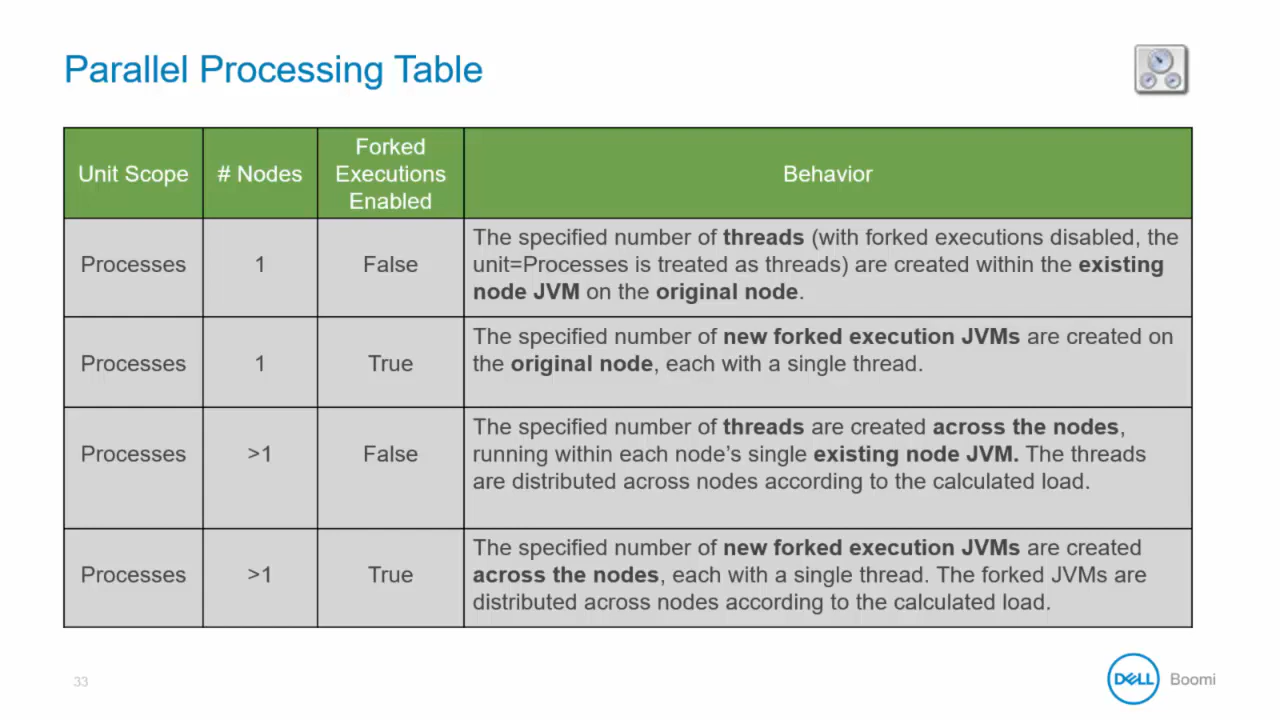 Parallel Processing Table
Unit Scope
# Nodes
Forked
Executions
Enabled
Behavior
Processes
1
False
The specified number of threads (with forked executions disabled, the
unit=Processes is treated as threads) are created within the existing
node JVM on the original node.
Processes
1
True
The specified number of new forked execution JVMs are created on
the original node, each with a single thread.
Processes
>1
False
The specified number of threads are created across the nodes,
running within each node’s single existing node JVM. The threads
are distributed across nodes according to the calculated load.
Processes
>1
True
The specified number of new forked execution JVMs are created
across the nodes, each with a single thread. The forked JVMs are
distributed across nodes according to the calculated load.
33
DELL
Boomi